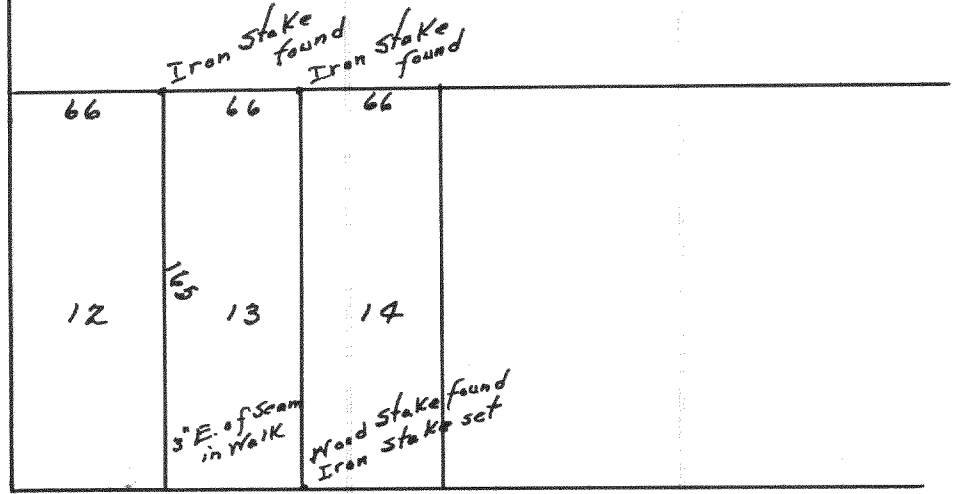 Iron Stake
found
Iron Stake
found
66
66
66
165
12
13
14
3" E. of Seam
in Walk
Wood Stake found
Iron Stake set